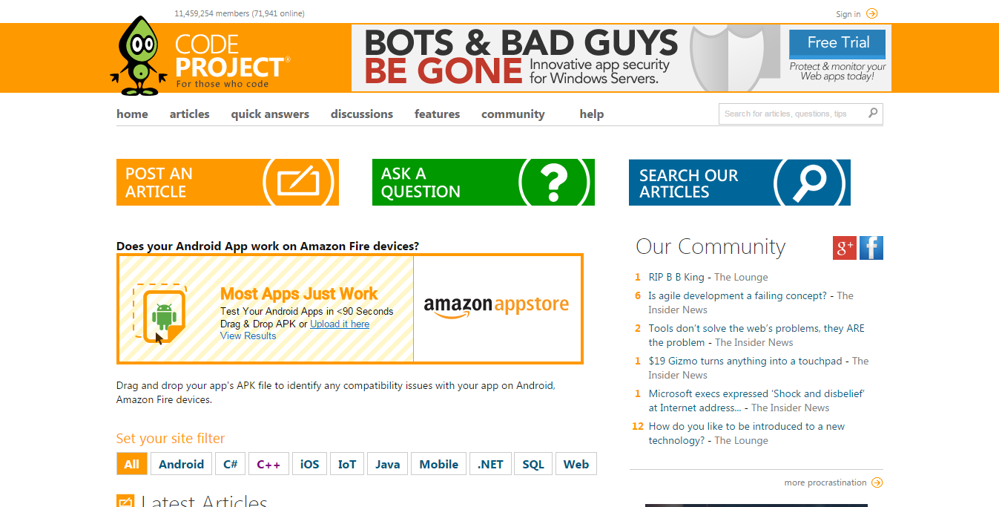 11,459,254 members (71,941 online)
Sign in
CODE
PROJECT®
For those who code
BOTS & BAD GUYS
BE GONE
Innovative app security
for Windows Servers.
Free Trial
Protect & monitor your
Web apps today!
home articles quick answers discussions features community help
Search for articles, questions, tips
POST AN
ARTICLE
ASK A
QUESTION
?
SEARCH OUR
ARTICLES
Does your Android App work on Amazon Fire devices?
Most Apps Just Work
Test Your Android Apps in <90 Seconds
Drag & Drop APK or Upload it here
View Results
amazon appstore
Drag and drop your app's APK file to identify any compatibility issues with your app on Android,
Amazon Fire devices.
Set your site filter
All Android C# C++ iOS IoT Java Mobile .NET SQL Web
Latest Articles
Our Community
g+ f
1 RIP B B King - The Lounge
6 Is agile development a failing concept? - The
Insider News
2 Tools don’t solve the web’s problems, they ARE
the problem - The Insider News
1 $19 Gizmo turns anything into a touchpad - The
Insider News
1 Microsoft execs expressed ‘Shock and disbelief’
at Internet address... - The Insider News
12 How do you like to be introduced to a new
technology? - The Lounge
more procrastination